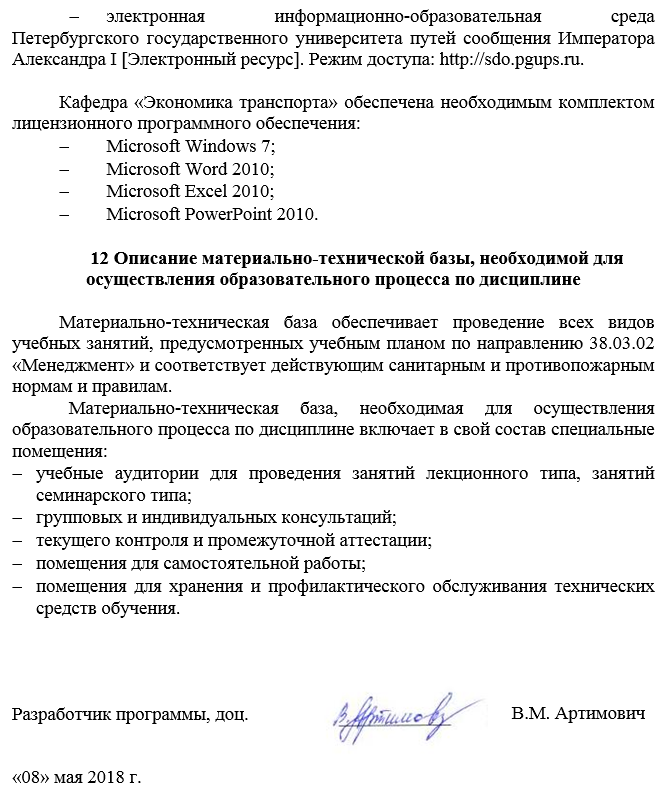 – электронная информационно-образовательная среда
Петербургского государственного университета путей сообщения Императора
Александра I [Электронный ресурс]. Режим доступа: http://sdo.pgups.ru.
Кафедра «Экономика транспорта» обеспечена необходимым комплектом
лицензионного программного обеспечения:
– Microsoft Windows 7;
– Microsoft Word 2010;
– Microsoft Excel 2010;
– Microsoft PowerPoint 2010.
12 Описание материально-технической базы, необходимой для
осуществления образовательного процесса по дисциплине
Материально-техническая база обеспечивает проведение всех видов
учебных занятий, предусмотренных учебным планом по направлению 38.03.02
«Менеджмент» и соответствует действующим санитарным и противопожарным
нормам и правилам.
Материально-техническая база, необходимая для осуществления
образовательного процесса по дисциплине включает в свой состав специальные
помещения:
– учебные аудитории для проведения занятий лекционного типа, занятий
семинарского типа;
– групповых и индивидуальных консультаций;
– текущего контроля и промежуточной аттестации;
– помещения для самостоятельной работы;
– помещения для хранения и профилактического обслуживания технических
средств обучения.
Разработчик программы, доц. В.М. Артимович
«08» мая 2018 г.